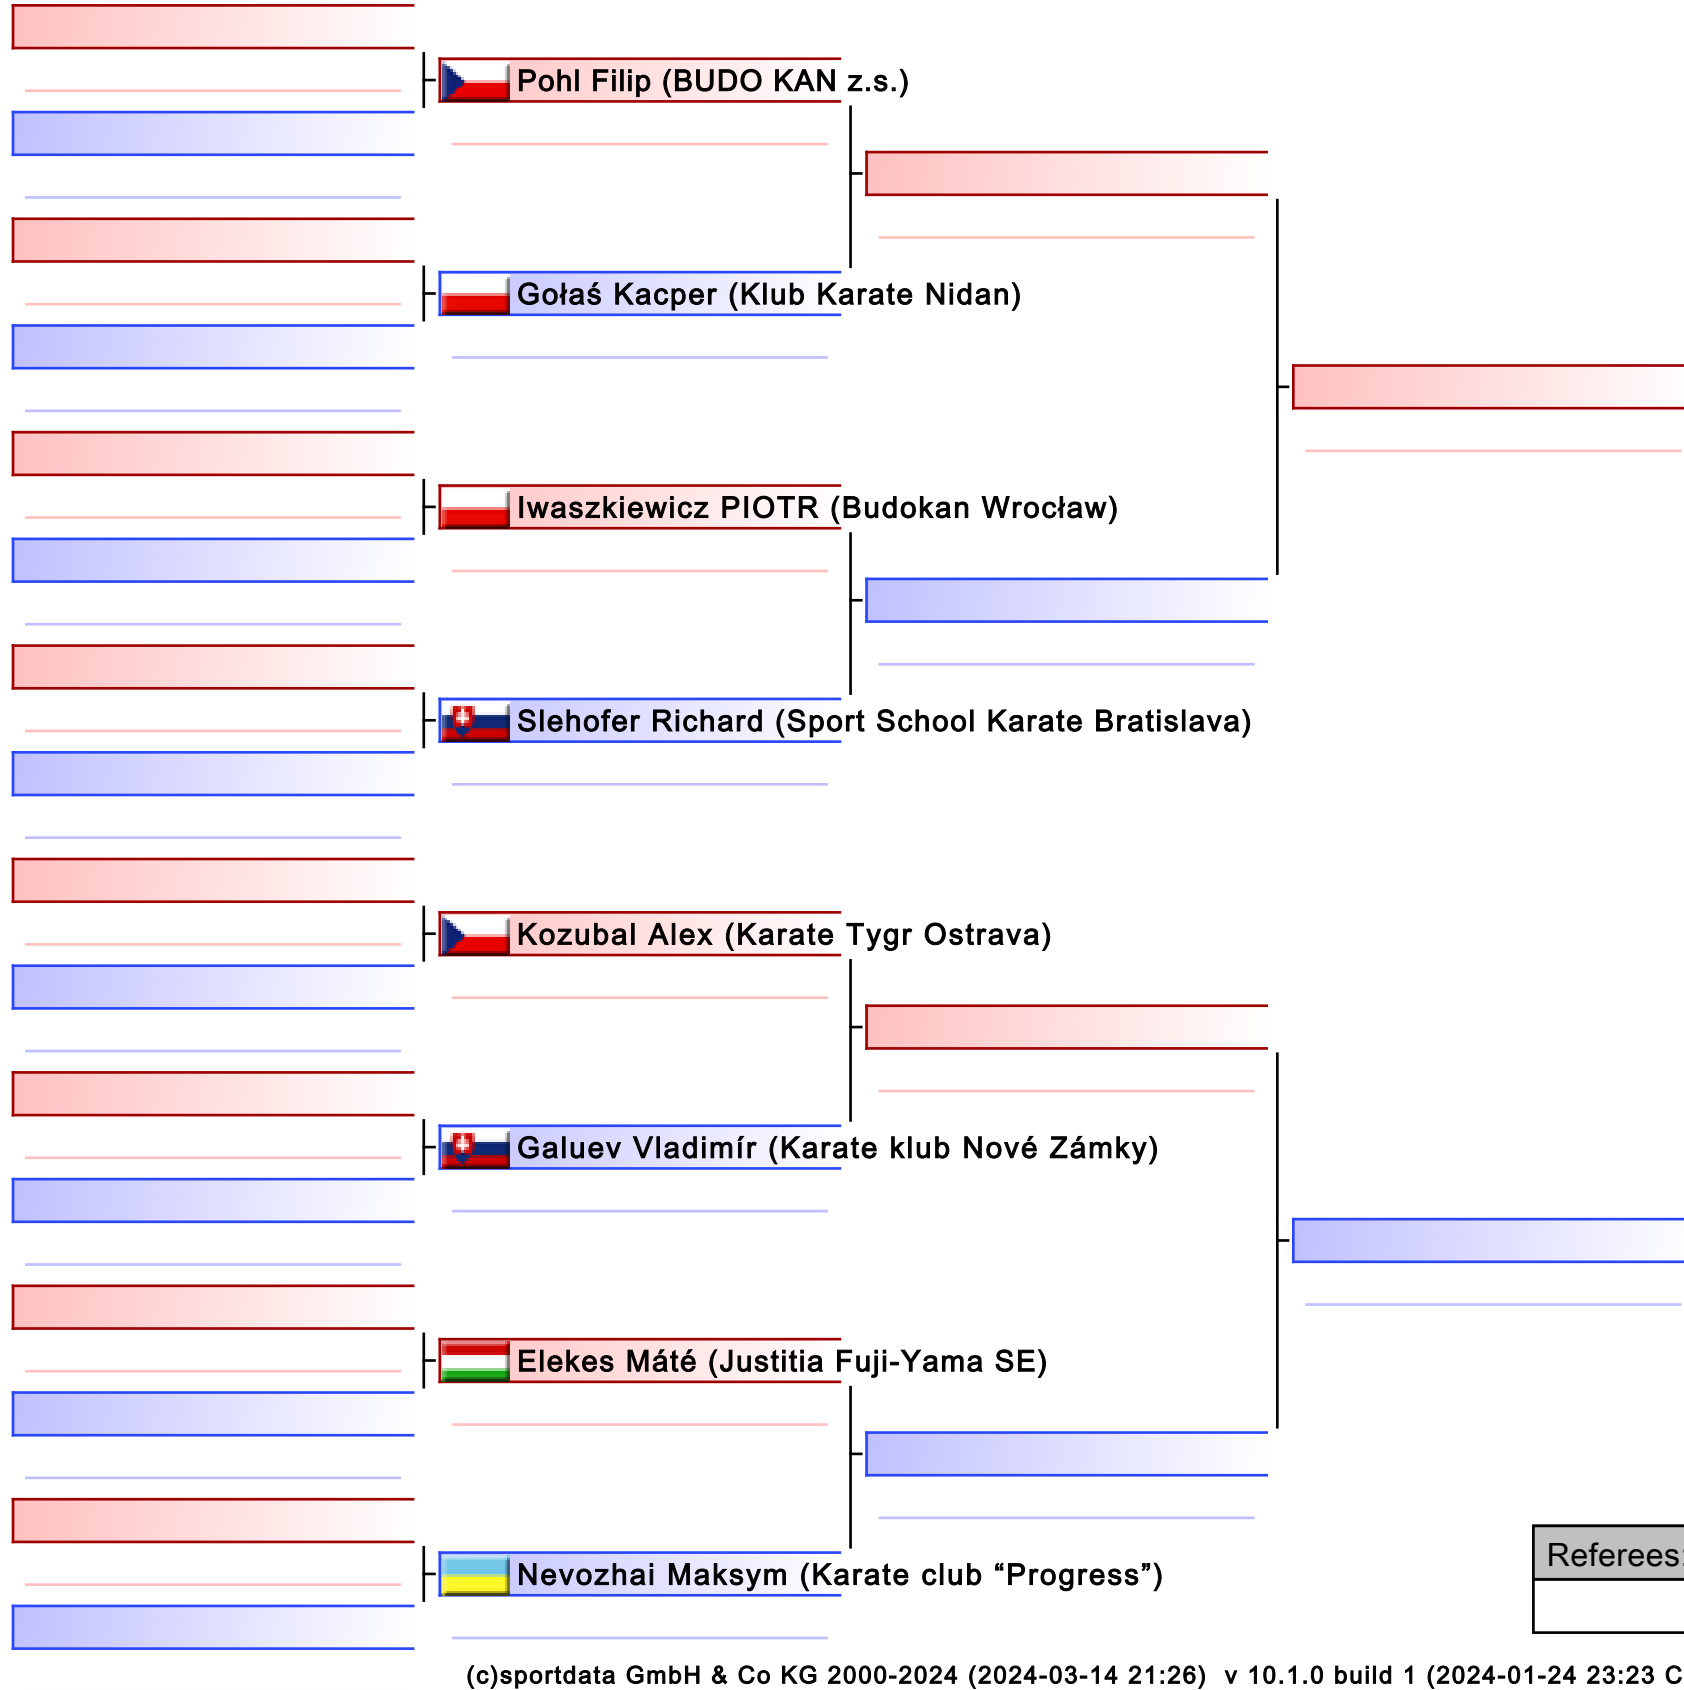 Pohl Filip (BUDO KAN z.s.)
Gołaś Kacper (Klub Karate Nidan)
Iwaszkiewicz PIOTR (Budokan Wrocław)
Slehofer Richard (Sport School Karate Bratislava)
Kozubal Alex (Karate Tygr Ostrava)
Galuev Vladimír (Karate klub Nové Zámky)
Elekes Máté (Justitia Fuji-Yama SE)
Referees:
Nevozhai Maksym (Karate club “Progress”)
(c)sportdata GmbH & Co KG 2000-2024 (2024-03-14 21:26) v 10.1.0 build 1 (2024-01-24 23:23 C